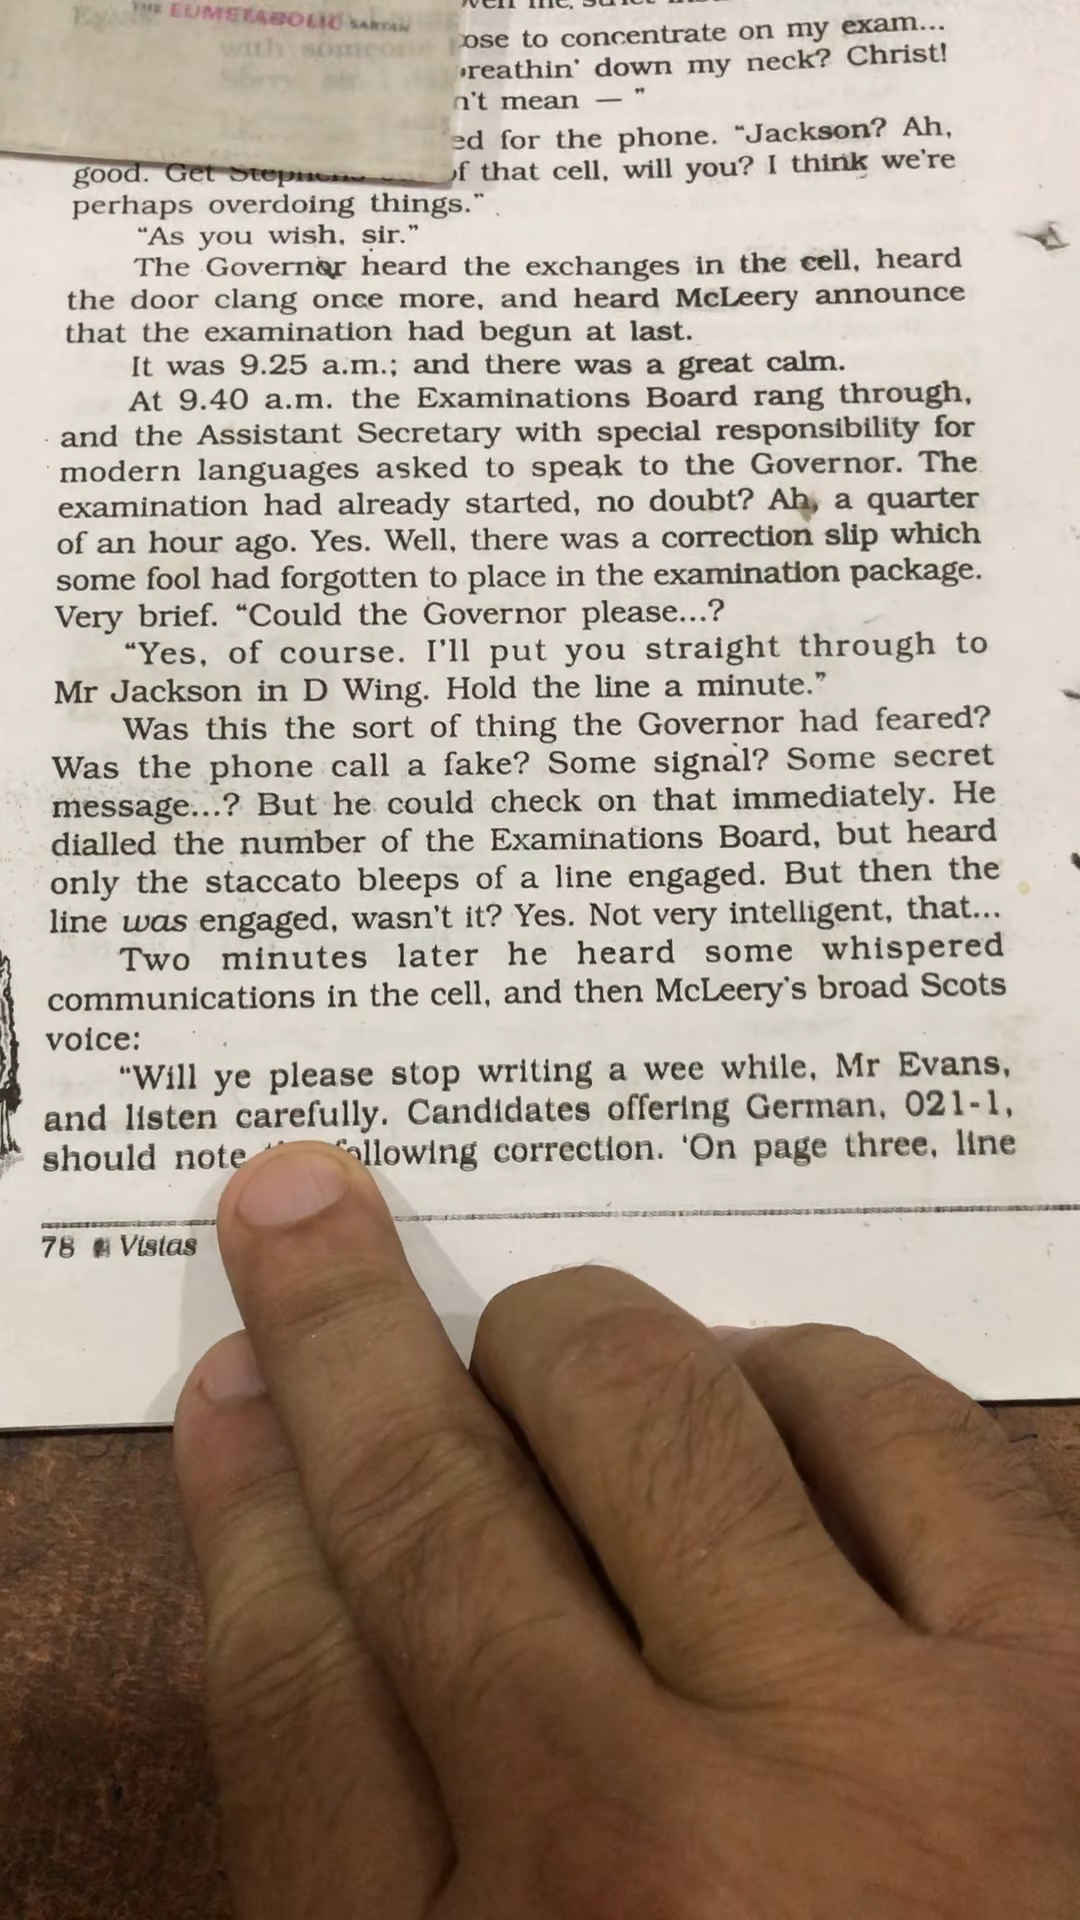 THE EUMETABOLIC SARTAN
with someone
ose to concentrate on my exam...
breathin' down my neck? Christ!
n't mean — "
ed for the phone. "Jackson? Ah,
good. Get Stephens of that cell, will you? I think we're
perhaps overdoing things."
"As you wish, sir."
The Governor heard the exchanges in the cell, heard
the door clang once more, and heard McLeery announce
that the examination had begun at last.
It was 9.25 a.m.; and there was a great calm.
At 9.40 a.m. the Examinations Board rang through,
and the Assistant Secretary with special responsibility for
modern languages asked to speak to the Governor. The
examination had already started, no doubt? Ah, a quarter
of an hour ago. Yes. Well, there was a correction slip which
some fool had forgotten to place in the examination package.
Very brief. "Could the Governor please...?
"Yes, of course. I'll put you straight through to
Mr Jackson in D Wing. Hold the line a minute."
Was this the sort of thing the Governor had feared?
Was the phone call a fake? Some signal? Some secret
message...? But he could check on that immediately. He
dialled the number of the Examinations Board, but heard
only the staccato bleeps of a line engaged. But then the
line was engaged, wasn't it? Yes. Not very intelligent, that...
Two minutes later he heard some whispered
communications in the cell, and then McLeery's broad Scots
voice:
"Will ye please stop writing a wee while, Mr Evans,
and listen carefully. Candidates offering German, 021-1,
should note following correction. 'On page three, line
78 Vistas